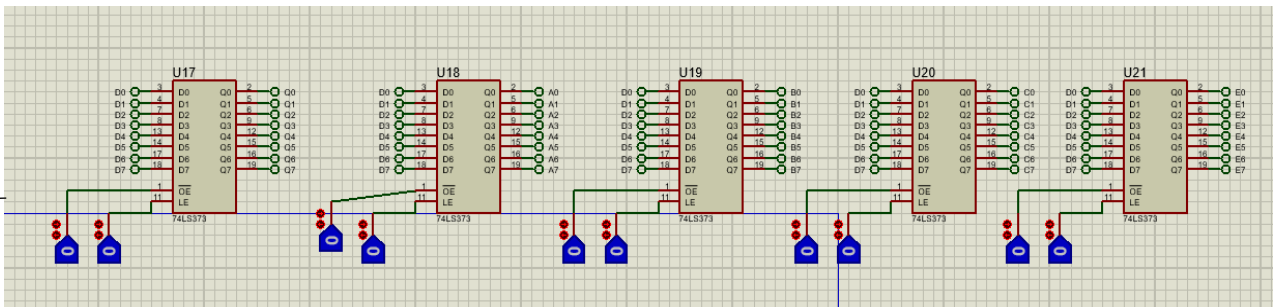 U17 U18 U19 U20 U21
D0 3 D0 Q0 2 Q0 D0 3 D0 Q0 2 A0 D0 3 D0 Q0 2 B0 D0 3 D0 Q0 2 C0 D0 3 D0 Q0 2 E0
D1 4 D1 Q1 5 Q1 D1 4 D1 Q1 5 A1 D1 4 D1 Q1 5 B1 D1 4 D1 Q1 5 C1 D1 4 D1 Q1 5 E1
D2 7 D2 Q2 6 Q2 D2 7 D2 Q2 6 A2 D2 7 D2 Q2 6 B2 D2 7 D2 Q2 6 C2 D2 7 D2 Q2 6 E2
D3 8 D3 Q3 9 Q3 D3 8 D3 Q3 9 A3 D3 8 D3 Q3 9 B3 D3 8 D3 Q3 9 C3 D3 8 D3 Q3 9 E3
D4 13 D4 Q4 12 Q4 D4 13 D4 Q4 12 A4 D4 13 D4 Q4 12 B4 D4 13 D4 Q4 12 C4 D4 13 D4 Q4 12 E4
D5 14 D5 Q5 15 Q5 D5 14 D5 Q5 15 A5 D5 14 D5 Q5 15 B5 D5 14 D5 Q5 15 C5 D5 14 D5 Q5 15 E5
D6 17 D6 Q6 16 Q6 D6 17 D6 Q6 16 A6 D6 17 D6 Q6 16 B6 D6 17 D6 Q6 16 C6 D6 17 D6 Q6 16 E6
D7 18 D7 Q7 19 Q7 D7 18 D7 Q7 19 A7 D7 18 D7 Q7 19 B7 D7 18 D7 Q7 19 C7 D7 18 D7 Q7 19 E7
1 OE 1 OE 1 OE 1 OE 1 OE
11 LE 11 LE 11 LE 11 LE 11 LE
74LS373 74LS373 74LS373 74LS373 74LS373
0 0 0 0 0 0 0 0 0 0